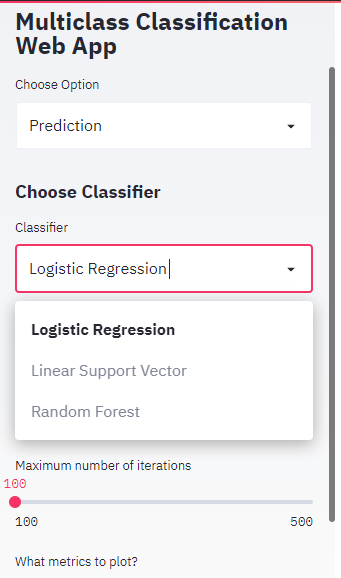 Multiclass Classification
Web App
Choose Option
Prediction
Choose Classifier
Classifier
Logistic Regression
Logistic Regression
Linear Support Vector
Random Forest
Maximum number of iterations
100
100 500
What metrics to plot?